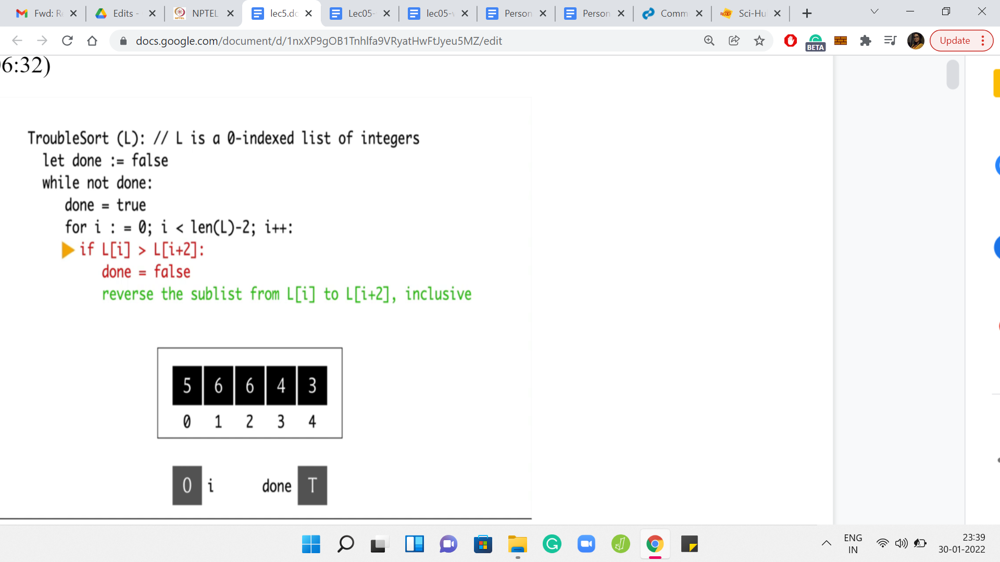 Fwd: Re
Edits -
NPTEL
lec5.dc
Lec05-
lec05-v
Person
Person
Comm
Sci-Hu
docs.google.com/document/d/1nxXP9gOB1Tnhlfa9VRyatHwFtJyeu5MZ/edit
BETA
Update
6:32)
TroubleSort (L): // L is a 0-indexed list of integers
let done := false
while not done:
done = true
for i : = 0; i < len(L)-2; i++:
if L[i] > L[i+2]:
done = false
reverse the sublist from L[i] to L[i+2], inclusive
5 6 6 4 3
0 1 2 3 4
0 i done T
ENG
IN
23:39
30-01-2022